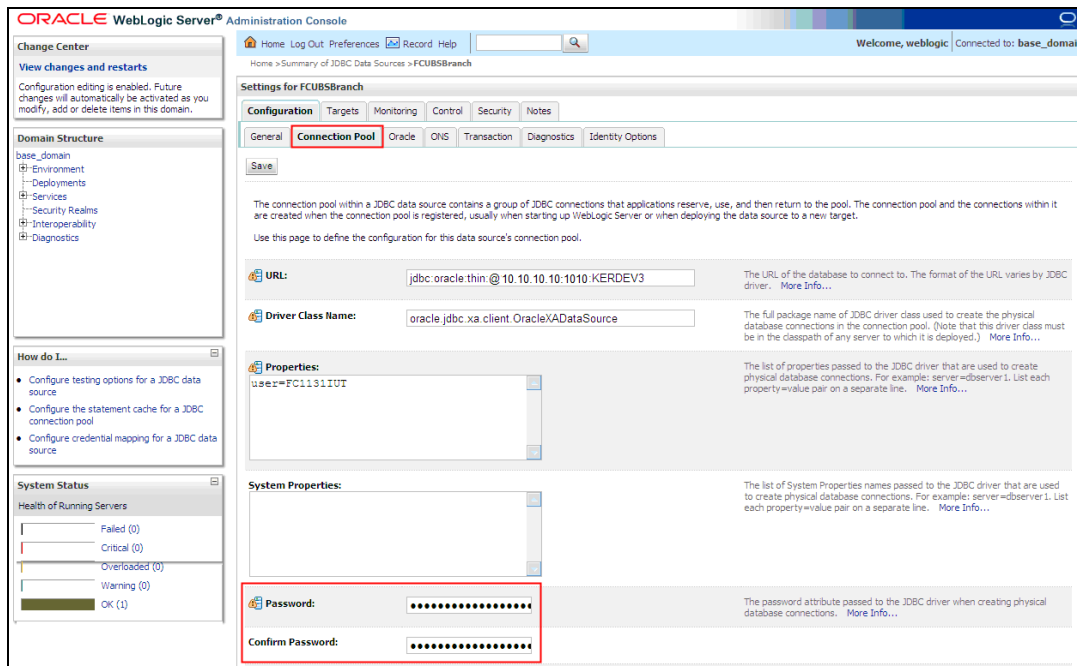 ORACLE WebLogic Server® Administration Console
Change Center
View changes and restarts
Configuration editing is enabled. Future
changes will automatically be activated as you
modify, add or delete items in this domain.
Domain Structure
base_domain
Environment
Deployments
Services
Security Realms
Interoperability
Diagnostics
How do I...
Configure testing options for a JDBC data
source
Configure the statement cache for a JDBC
connection pool
Configure credential mapping for a JDBC data
source
System Status
Health of Running Servers
Failed (0)
Critical (0)
Overloaded (0)
Warning (0)
OK (1)
Home Log Out Preferences Record Help
Welcome, weblogic Connected to: base_domai
Home >Summary of JDBC Data Sources >FCUBSBranch
Settings for FCUBSBranch
Configuration Targets Monitoring Control Security Notes
General Connection Pool Oracle ONS Transaction Diagnostics Identity Options
Save
The connection pool within a JDBC data source contains a group of JDBC connections that applications reserve, use, and then return to the pool. The connection pool and the connections within it
are created when the connection pool is registered, usually when starting up WebLogic Server or when deploying the data source to a new target.
Use this page to define the configuration for this data source's connection pool.
URL:
jdbc:oracle:thin:@10.10.10.10:1010:KERDEV3
The URL of the database to connect to. The format of the URL varies by JDBC
driver. More Info...
Driver Class Name:
oracle.jdbc.xa.client.OracleXADataSource
The full package name of JDBC driver class used to create the physical
database connections in the connection pool. (Note that this driver class must
be in the classpath of any server to which it is deployed.) More Info...
Properties:
user=FC1131IUT
The list of properties passed to the JDBC driver that are used to create
physical database connections. For example: server=dbserver1. List each
property=value pair on a separate line. More Info...
System Properties:
The list of System Properties names passed to the JDBC driver that are used
to create physical database connections. For example: server=dbserver1. List
each property=value pair on a separate line. More Info...
Password:
The password attribute passed to the JDBC driver when creating physical
database connections. More Info...
Confirm Password: